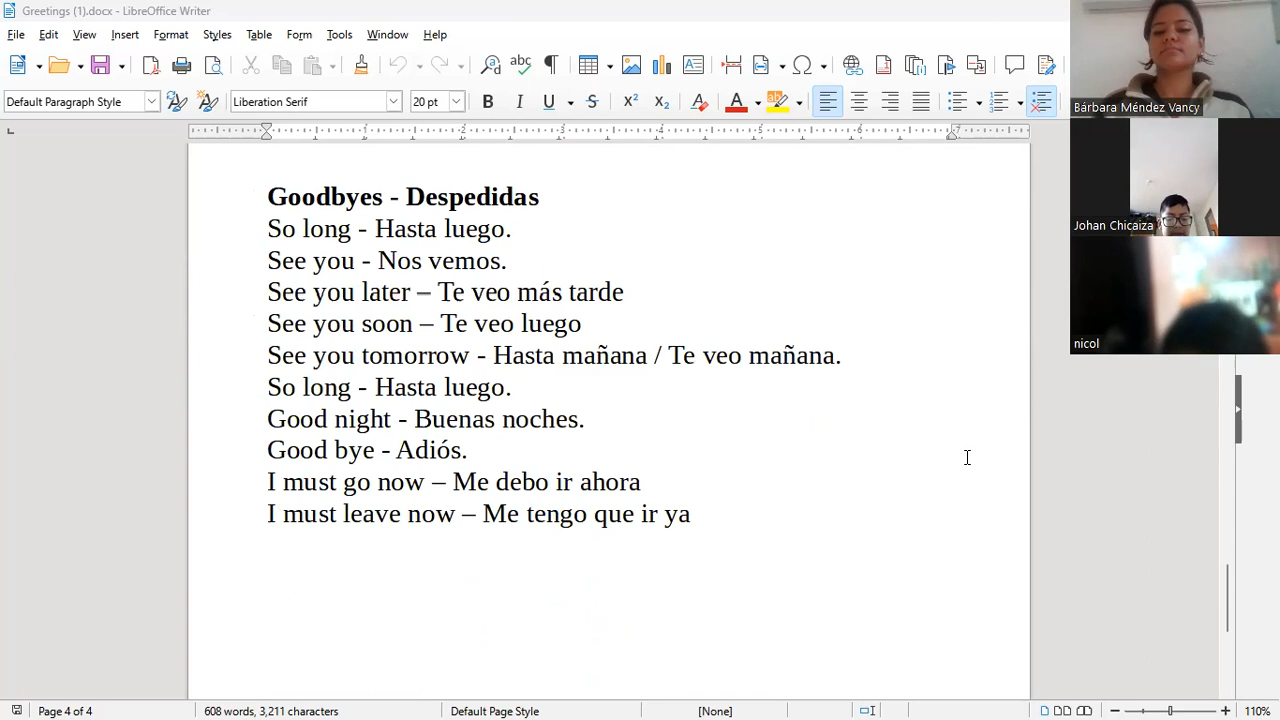 Greetings (1).docx - LibreOffice Writer
File Edit View Insert Format Styles Table Form Tools Window Help
Default Paragraph Style Liberation Serif 20 pt
Goodbyes - Despedidas
So long - Hasta luego.
See you - Nos vemos.
See you later – Te veo más tarde
See you soon – Te veo luego
See you tomorrow - Hasta mañana / Te veo mañana.
So long - Hasta luego.
Good night - Buenas noches.
Good bye - Adiós.
I must go now – Me debo ir ahora
I must leave now – Me tengo que ir ya
Bárbara Méndez Vancy
Johan Chicaiza
nicol
Page 4 of 4 608 words, 3,211 characters Default Page Style [None] 110%